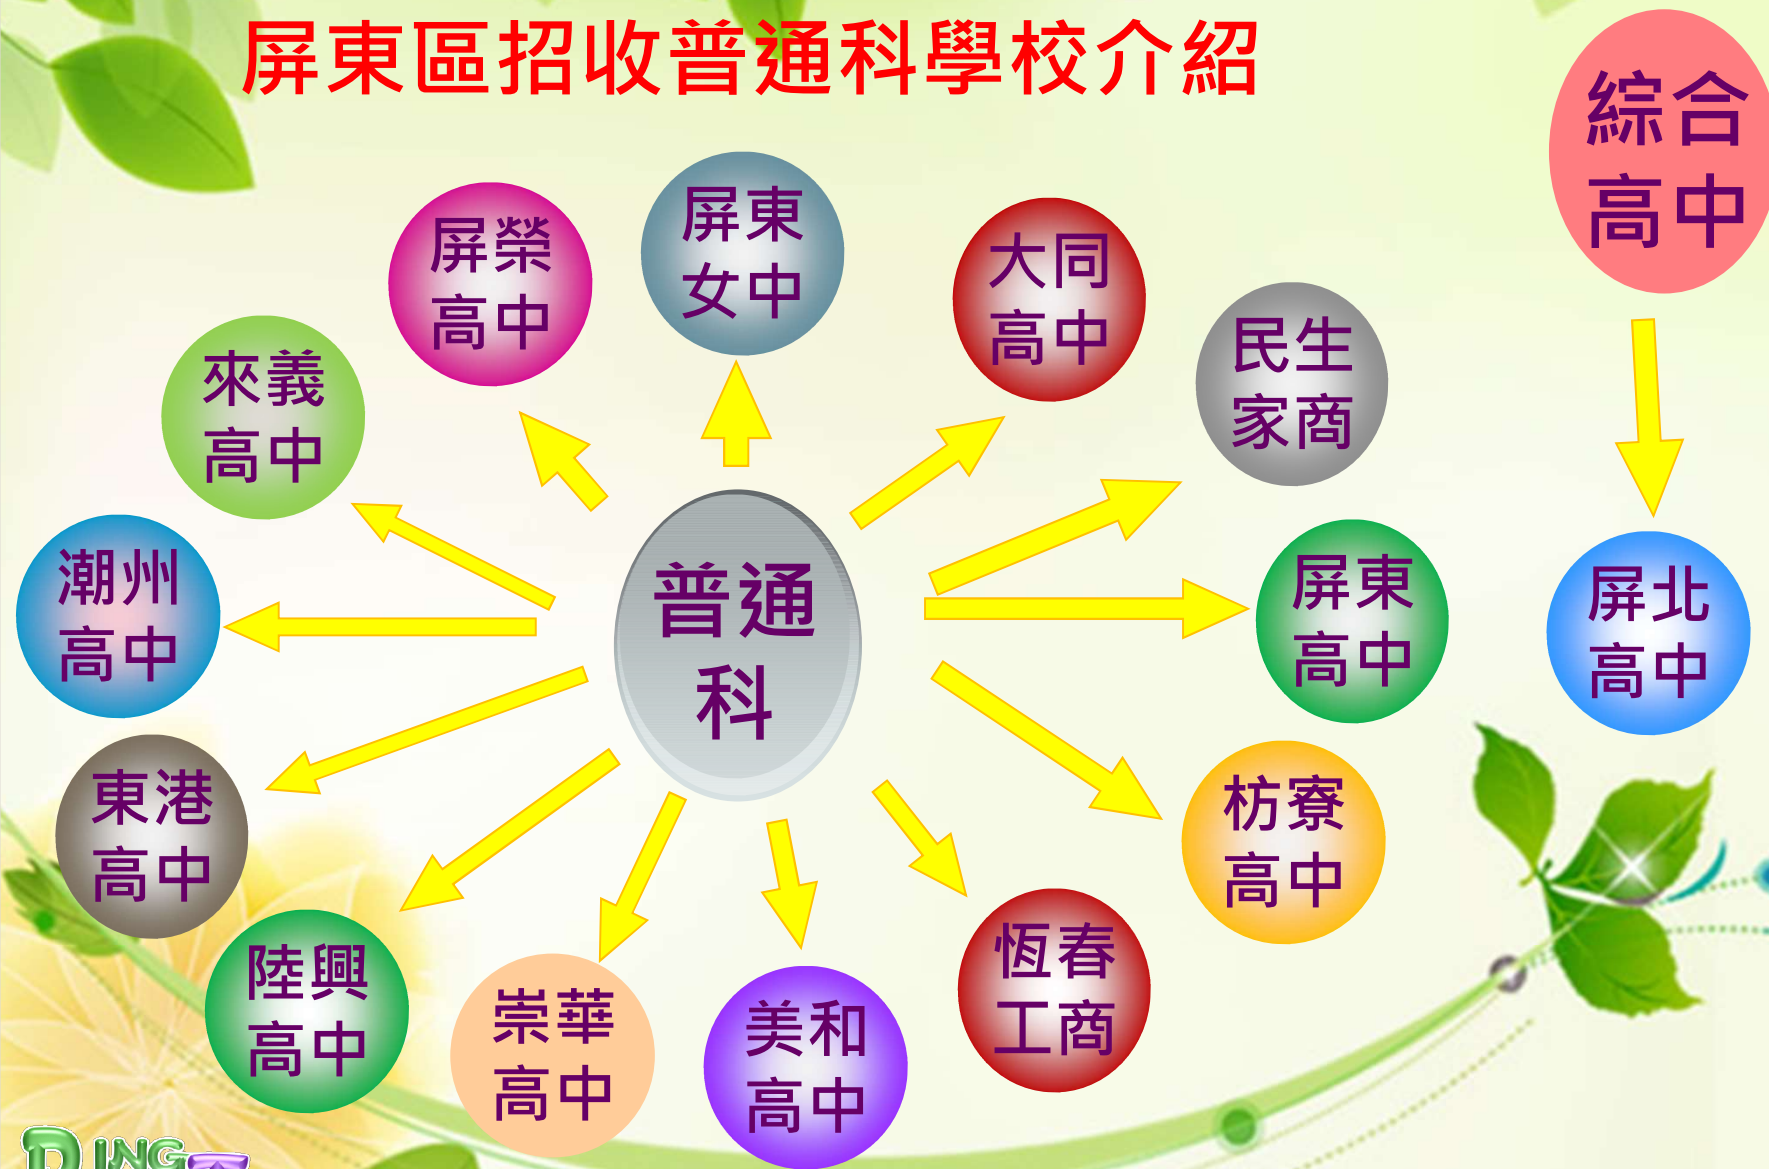 屏東區招收普通科學校介紹
綜合
高中
屏東
女中
屏榮
高中
大同
高中
民生
家商
來義
高中
潮州
高中
普通
科
屏東
高中
屏北
高中
東港
高中
枋寮
高中
陸興
高中
崇華
高中
美和
高中
恆春
工商
DING